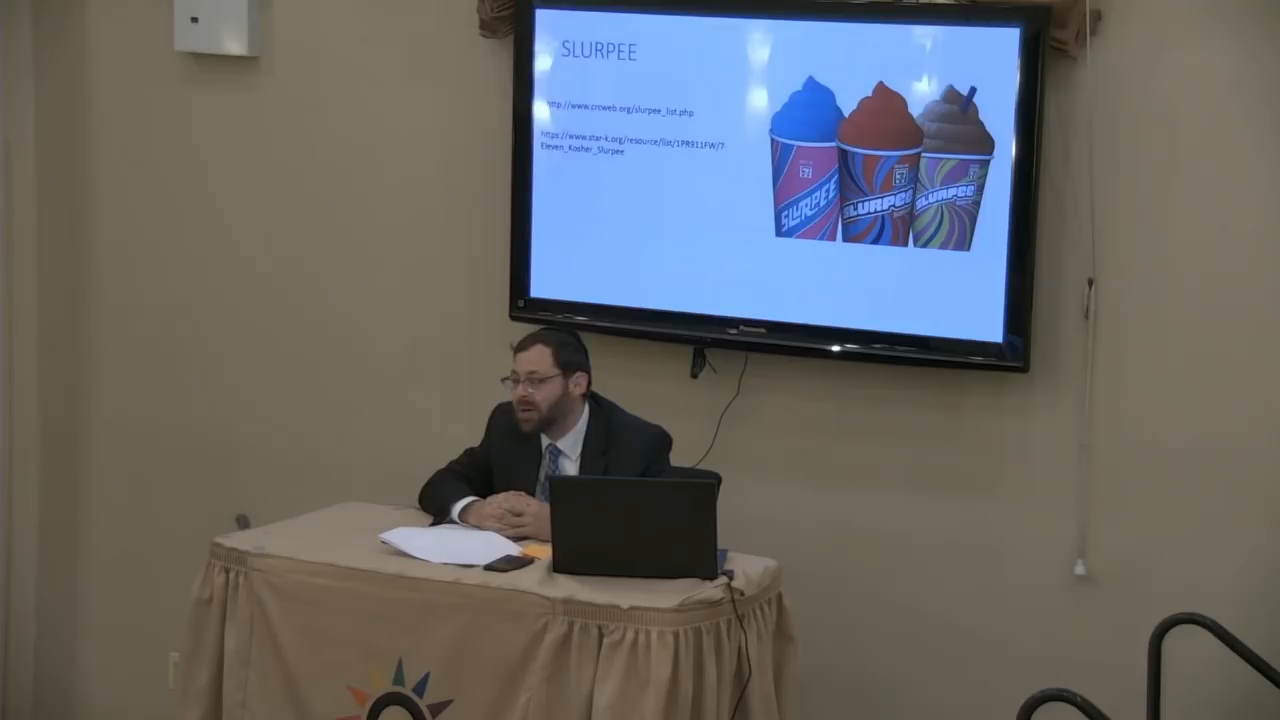 SLURPEE
http://www.crcweb.org/slurpee_list.php
https://www.star-k.org/resource/list/1PR911FW/7-
Eleven_Kosher_Slurpee
SLURPEE
SLURPEE
SLURPEE
Panasonic